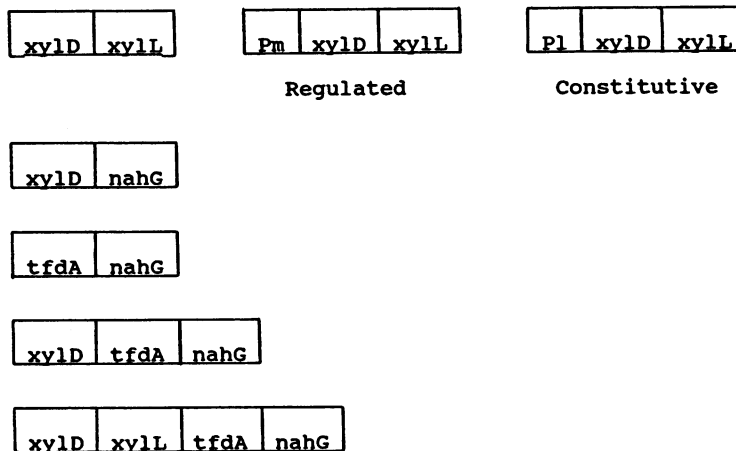 xylD xylL Pm xylD xylL Pl xylD xylL
Regulated Constitutive
xylD nahG
tfdA nahG
xylD tfdA nahG
xylD xylL tfdA nahG